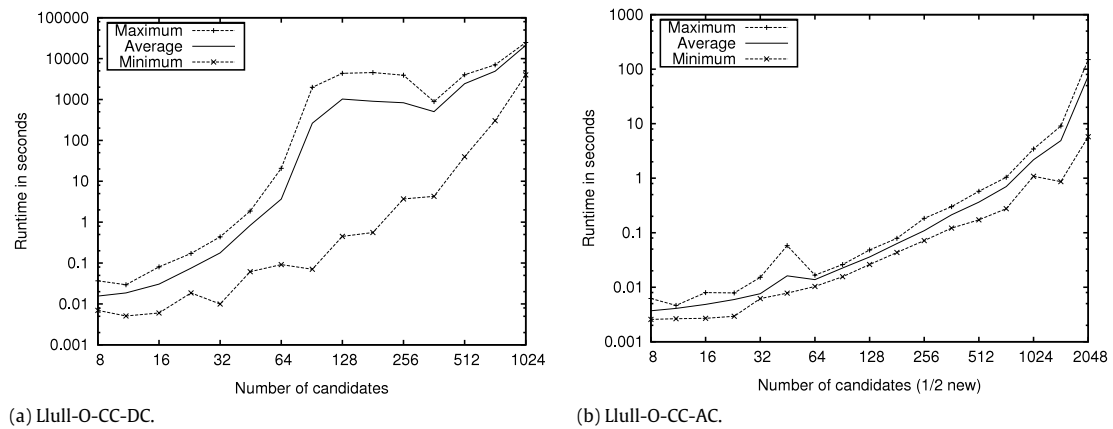 100000
10000
1000
100
10
1
0.1
0.01
0.001
Runtime in seconds
Maximum
Average
Minimum
8 16 32 64 128 256 512 1024
Number of candidates
(a) Llull-O-CC-DC.
1000
100
10
1
0.1
0.01
0.001
Runtime in seconds
Maximum
Average
Minimum
8 16 32 64 128 256 512 1024 2048
Number of candidates (1/2 new)
(b) Llull-O-CC-AC.